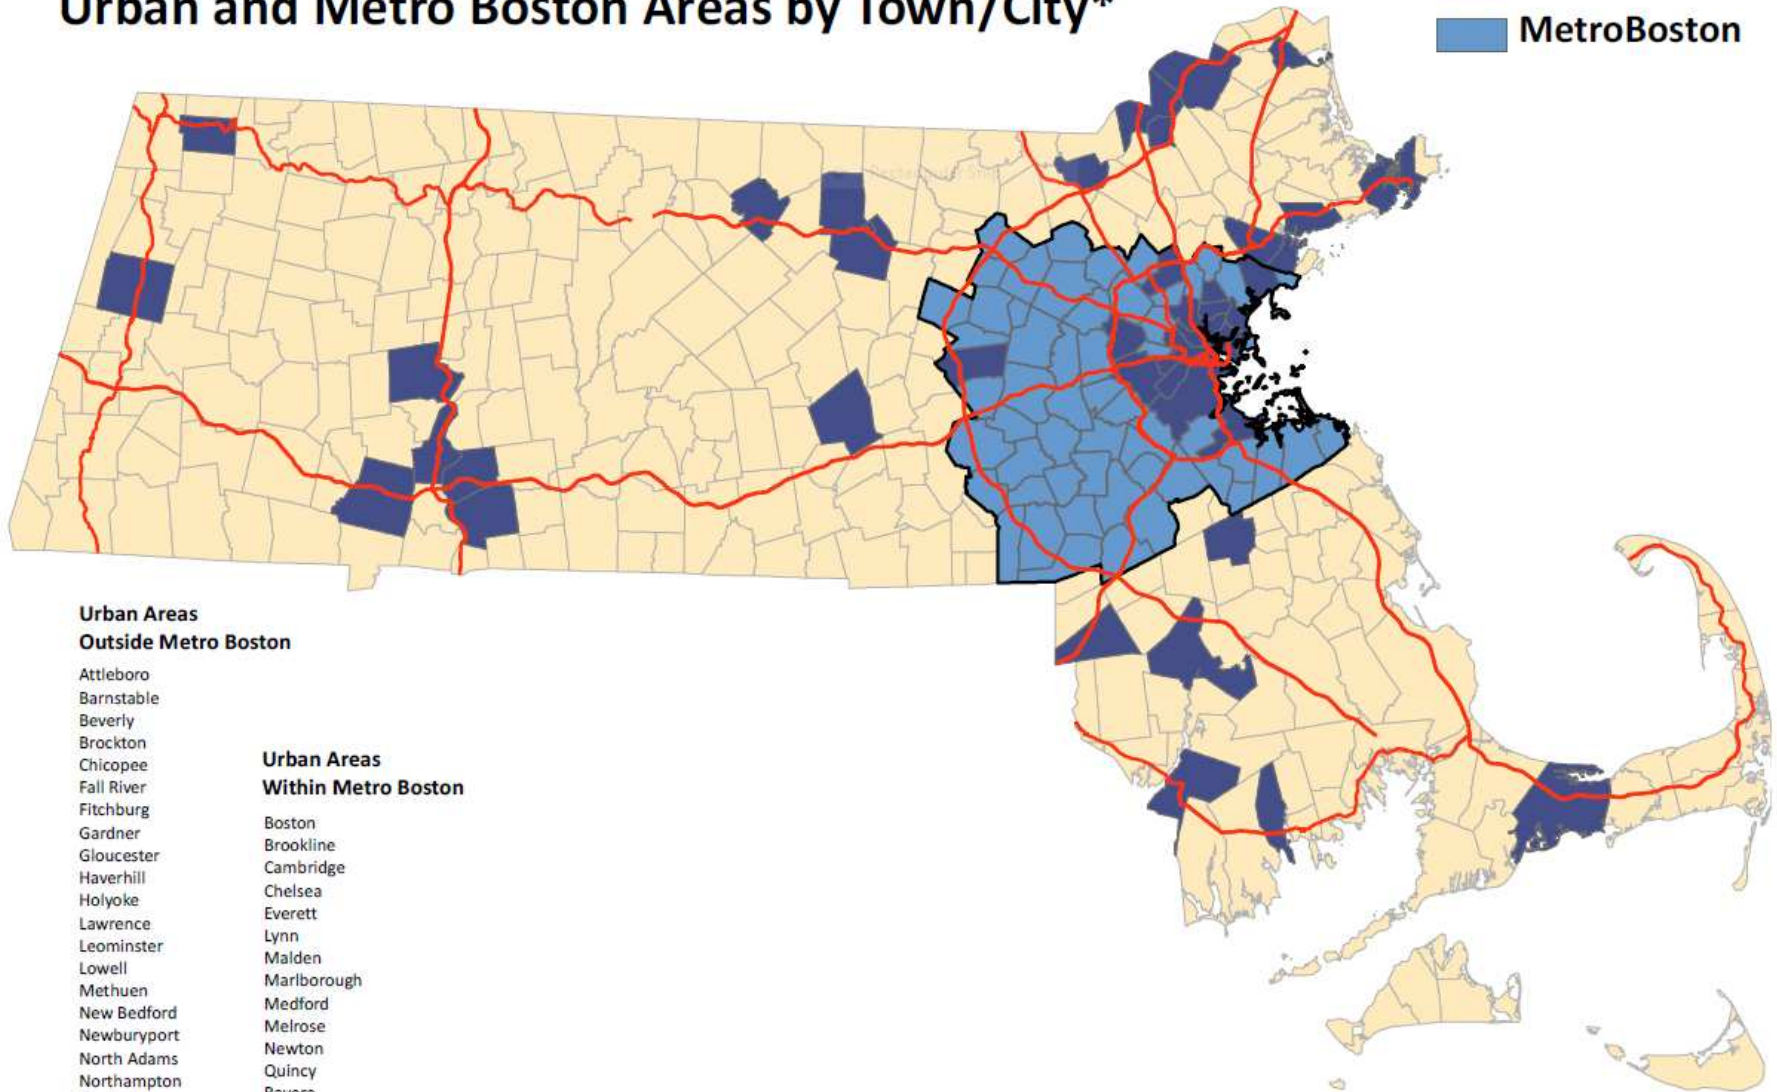 Urban and Metro Boston Areas by Town/City*
MetroBoston
Urban Areas
Outside Metro Boston
Attleboro
Barnstable
Beverly
Brockton
Chicopee
Fall River
Fitchburg
Gardner
Gloucester
Haverhill
Holyoke
Lawrence
Leominster
Lowell
Methuen
New Bedford
Newburyport
North Adams
Northampton
Urban Areas
Within Metro Boston
Boston
Brookline
Cambridge
Chelsea
Everett
Lynn
Malden
Marlborough
Medford
Melrose
Newton
Quincy
Revere